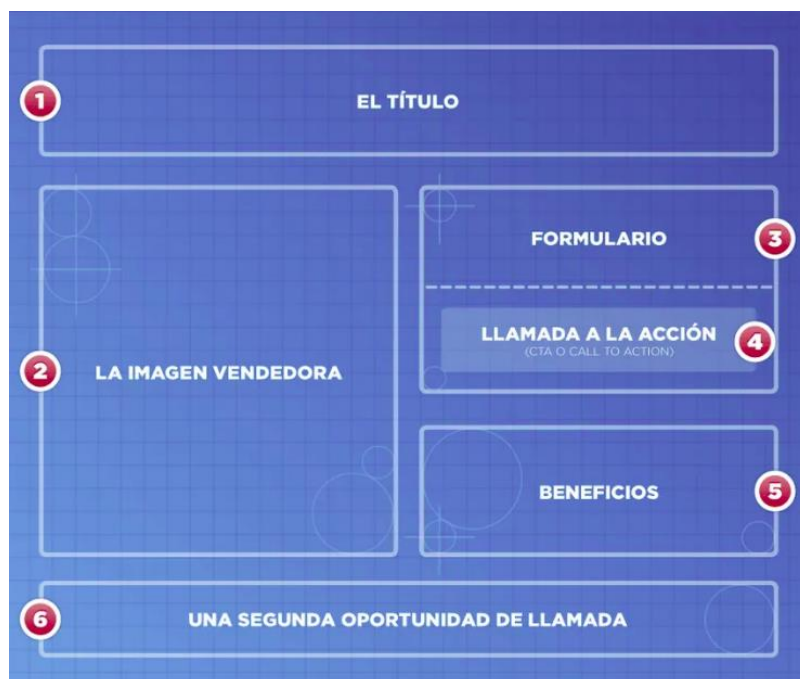 1
EL TÍTULO
2
LA IMAGEN VENDEDORA
FORMULARIO
3
LLAMADA A LA ACCIÓN
(CTA O CALL TO ACTION)
4
BENEFICIOS
5
6
UNA SEGUNDA OPORTUNIDAD DE LLAMADA